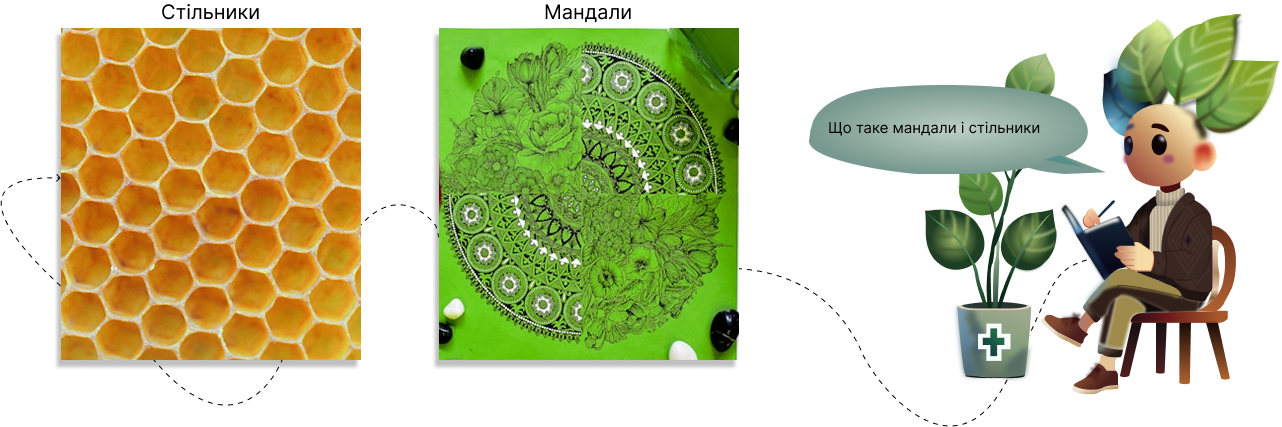 Стільники
Мандали
Що таке мандали і стільники